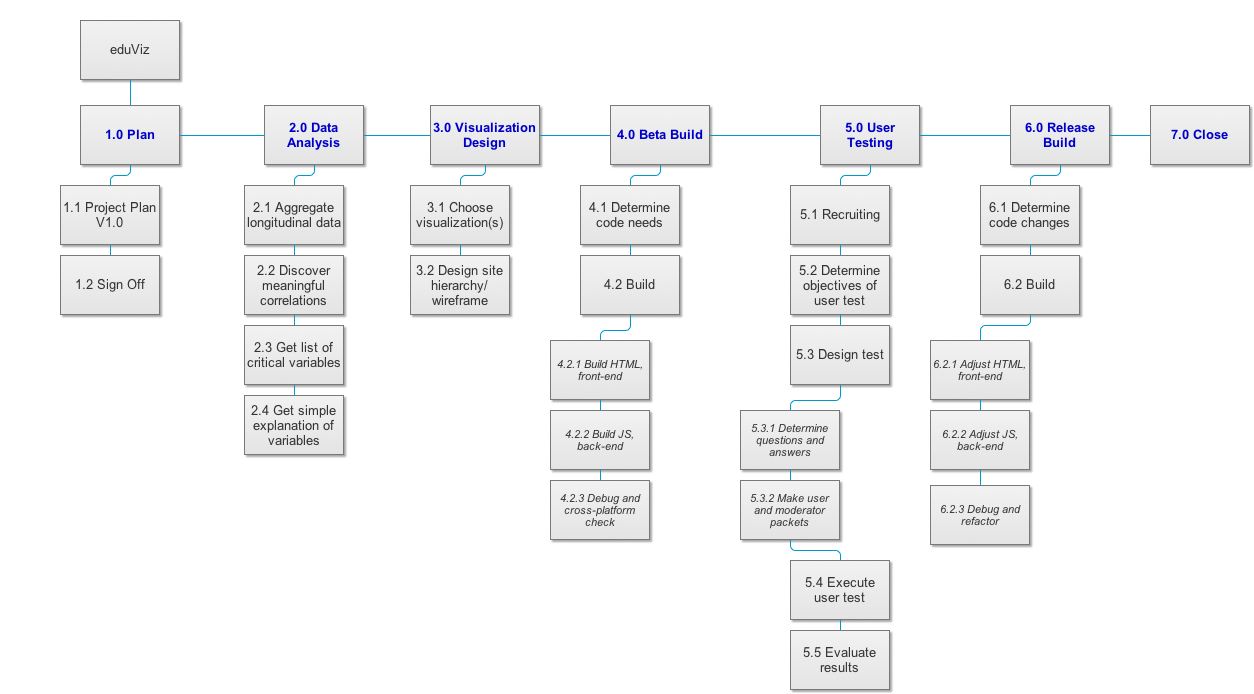 eduViz
1.0 Plan
2.0 Data
Analysis
3.0 Visualization
Design
4.0 Beta Build
5.0 User
Testing
6.0 Release
Build
7.0 Close
1.1 Project Plan
V1.0
1.2 Sign Off
2.1 Aggregate
longitudinal data
2.2 Discover
meaningful
correlations
2.3 Get list of
critical variables
2.4 Get simple
explanation of
variables
3.1 Choose
visualization(s)
3.2 Design site
hierarchy/
wireframe
4.1 Determine
code needs
4.2 Build
4.2.1 Build HTML,
front-end
4.2.2 Build JS,
back-end
4.2.3 Debug and
cross-platform
check
5.1 Recruiting
5.2 Determine
objectives of
user test
5.3 Design test
5.3.1 Determine
questions and
answers
5.3.2 Make user
and moderator
packets
5.4 Execute
user test
5.5 Evaluate
results
6.1 Determine
code changes
6.2 Build
6.2.1 Adjust HTML,
front-end
6.2.2 Adjust JS,
back-end
6.2.3 Debug and
refactor